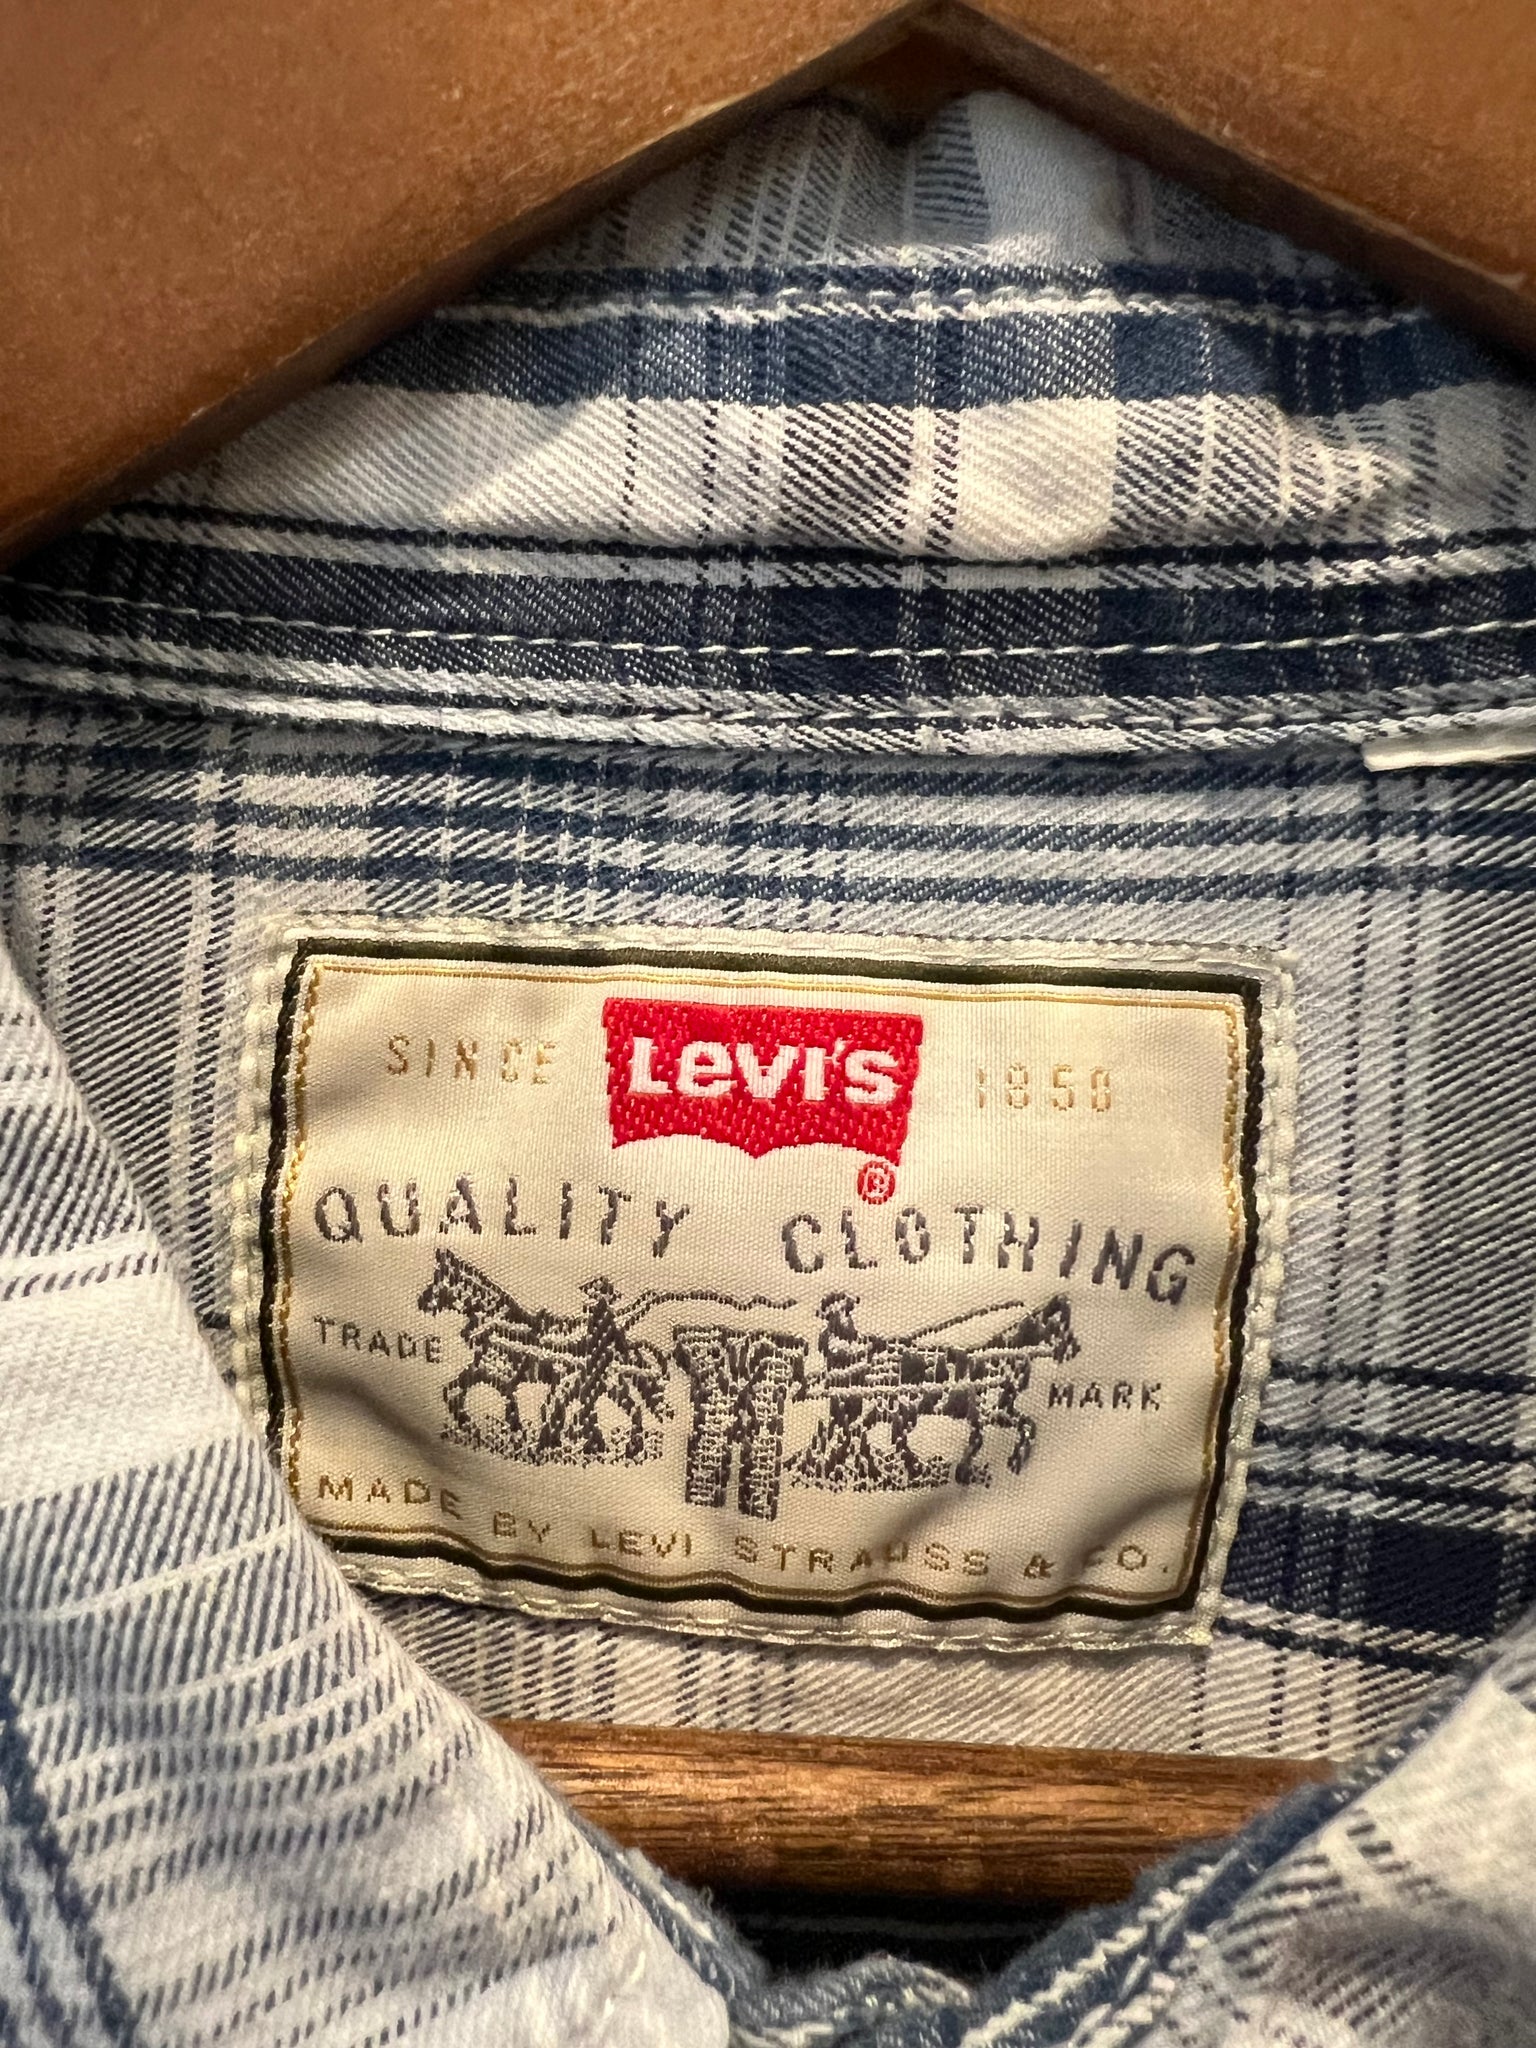 SINCE LEVI'S 1850
®
QUALITY CLOTHING
TRADE MARK
MADE BY LEVI STRAUSS & CO.